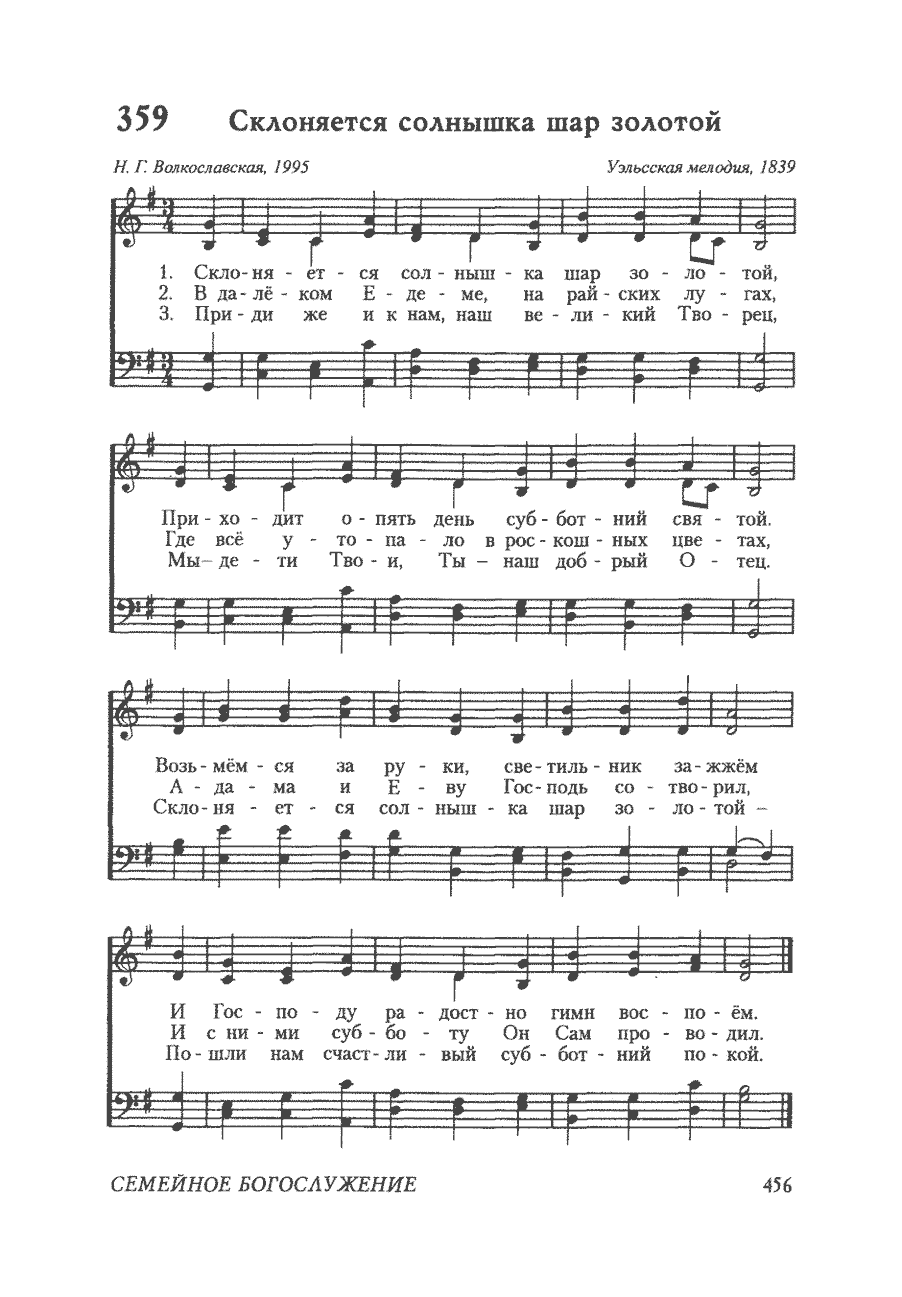 359 Склоняется солнышка шар золотой
Н. Г. Волкославская, 1995 Уэльсская мелодия, 1839
3
4
1. Скло-ня - ет - ся сол - ныш - ка шар зо - ло - той,
2. В да-лё - ком Е - де - ме, на рай - ских лу - гах,
3. При - ди же и к нам, наш ве - ли - кий Тво - рец,
3
4
При - хо - дит о - пять день суб - бот - ний свя - той.
Где всё у - то - па - ло в рос - кош - ных цве - тах,
Мы– де - ти Тво - и, Ты – наш доб - рый О - тец.
Возь - мём - ся за ру - ки, све - тиль - ник за - жжём
А - да - ма и Е - ву Гос - подь со - тво - рил,
Скло - ня - ет - ся сол - ныш - ка шар зо - ло - той –
И Гос - по - ду ра - дост - но гимн вос - по - ём.
И с ни - ми суб - бо - ту Он Сам про - во - дил.
По - шли нам счаст - ли - вый суб - бот - ний по - кой.
СЕМЕЙНОЕ БОГОСЛУЖЕНИЕ 456